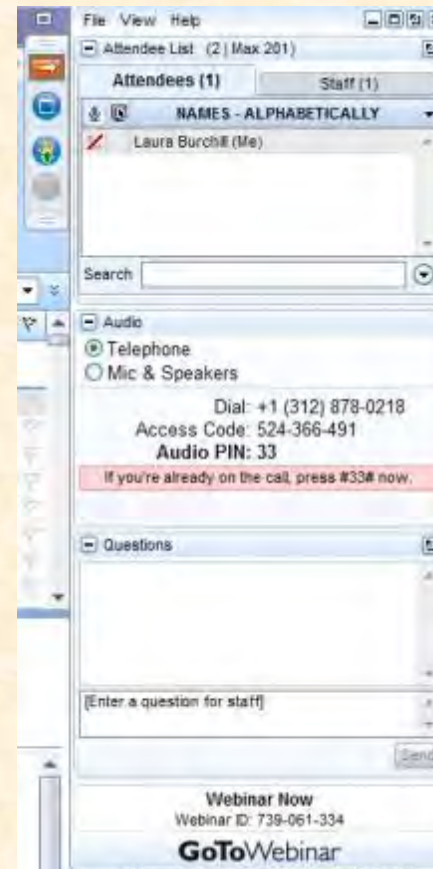 File View Help
Attendee List (2 | Max 201)
Attendees (1) Staff (1)
NAMES - ALPHABETICALLY
Laura Burchill (Me)
Search
Audio
Telephone
Mic & Speakers
Dial: +1 (312) 878-0218
Access Code: 524-366-491
Audio PIN: 33
If you're already on the call, press #33# now.
Questions
[Enter a question for staff]
Send
Webinar Now
Webinar ID: 739-061-334
GoToWebinar